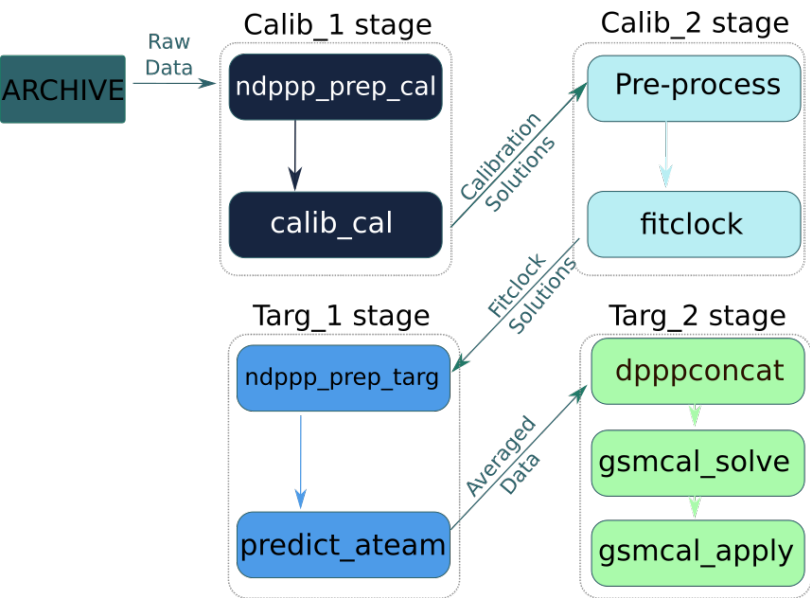 Calib_1 stage
Calib_2 stage
Raw
Data
ARCHIVE
ndppp_prep_cal
calib_cal
Calibration
Solutions
Pre-process
fitclock
Fitclock
Solutions
Targ_1 stage
Targ_2 stage
ndppp_prep_targ
predict_ateam
Averaged
Data
dpppconcat
gsmcal_solve
gsmcal_apply